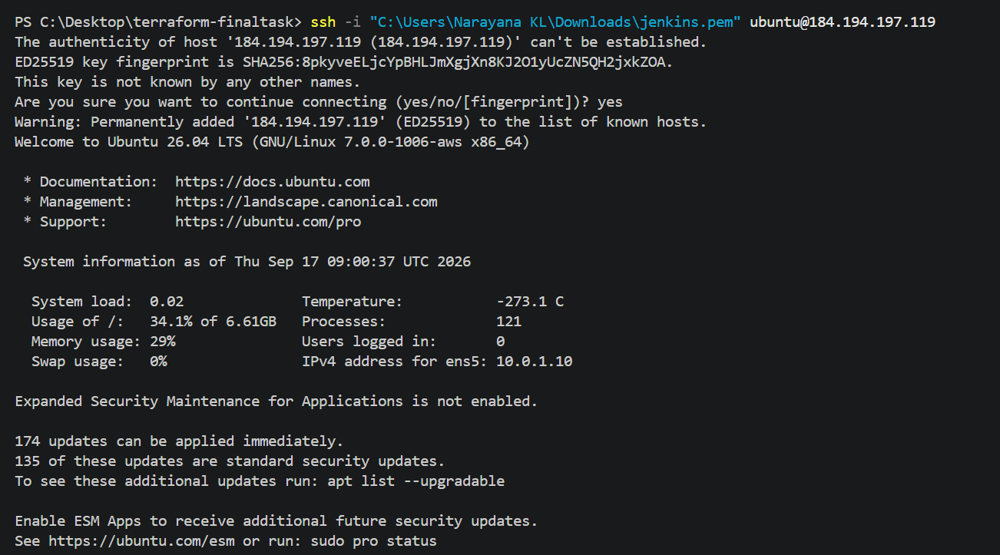 PS C:\Desktop\terraform-finaltask> ssh -i "C:\Users\Narayana KL\Downloads\jenkins.pem" ubuntu@184.194.197.119
The authenticity of host '184.194.197.119 (184.194.197.119)' can't be established.
ED25519 key fingerprint is SHA256:8pkyveELjcYpBHLJmXgjXn8KJ2O1yUcZN5QH2jxkZOA.
This key is not known by any other names.
Are you sure you want to continue connecting (yes/no/[fingerprint])? yes
Warning: Permanently added '184.194.197.119' (ED25519) to the list of known hosts.
Welcome to Ubuntu 26.04 LTS (GNU/Linux 7.0.0-1006-aws x86_64)

 * Documentation:  https://docs.ubuntu.com
 * Management:     https://landscape.canonical.com
 * Support:        https://ubuntu.com/pro

 System information as of Thu Sep 17 09:00:37 UTC 2026

  System load:  0.02              Temperature:           -273.1 C
  Usage of /:   34.1% of 6.61GB   Processes:             121
  Memory usage: 29%               Users logged in:       0
  Swap usage:   0%                IPv4 address for ens5: 10.0.1.10

Expanded Security Maintenance for Applications is not enabled.

174 updates can be applied immediately.
135 of these updates are standard security updates.
To see these additional updates run: apt list --upgradable

Enable ESM Apps to receive additional future security updates.
See https://ubuntu.com/esm or run: sudo pro status